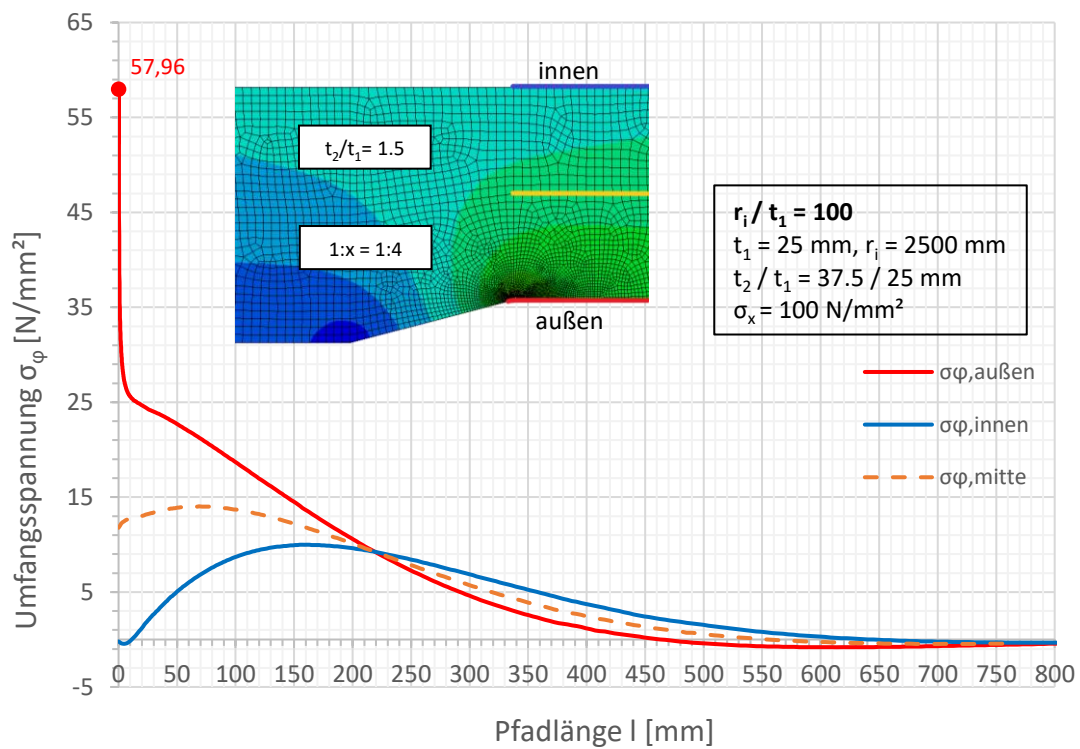 65
57,96
innen
55
t₂/t₁= 1.5
45
rᵢ / t₁ = 100
t₁ = 25 mm, rᵢ = 2500 mm
1:x = 1:4
t₂ / t₁ = 37.5 / 25 mm
σₓ = 100 N/mm²
35
außen
σφ,außen
25
σφ,innen
σφ,mitte
15
5
-5
0 50 100 150 200 250 300 350 400 450 500 550 600 650 700 750 800
Umfangsspannung σᵩ [N/mm²]
Pfadlänge l [mm]